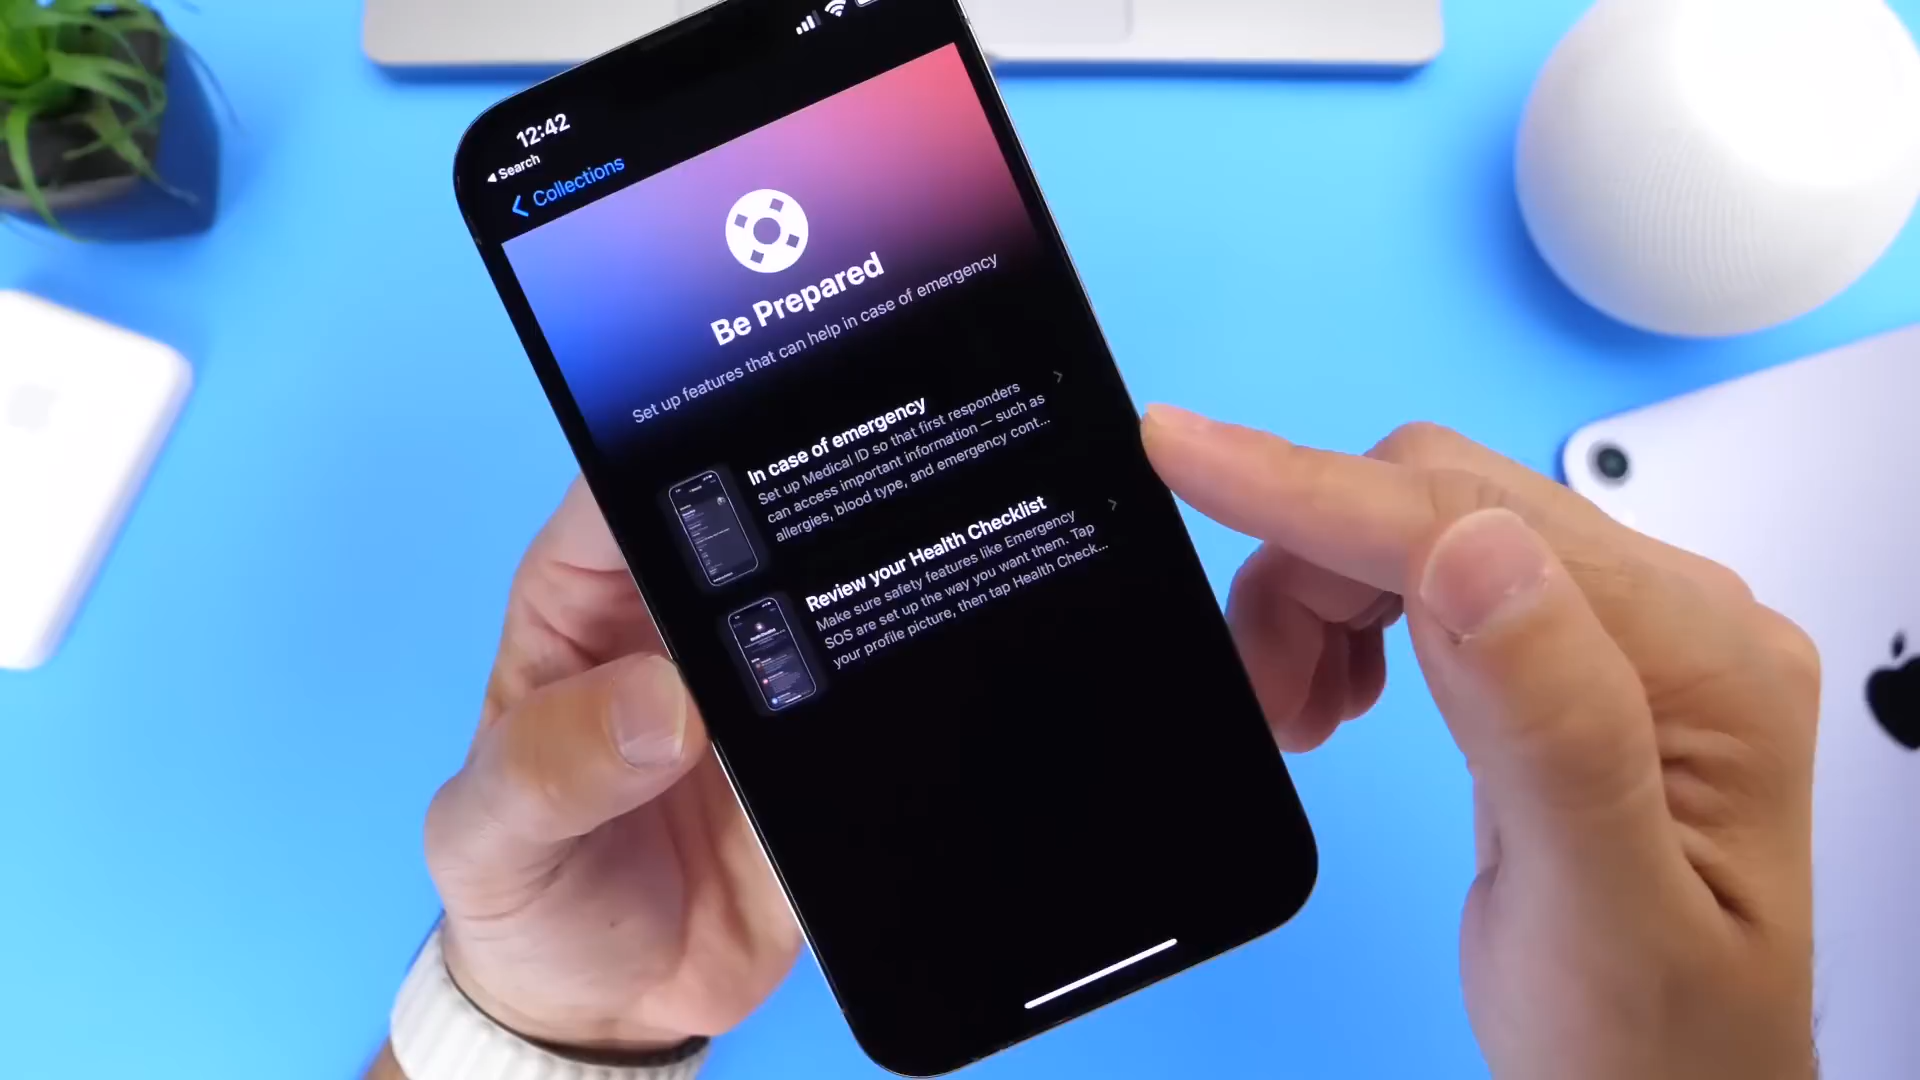 12:42
Search
Collections
Be Prepared
Set up features that can help in case of emergency
In case of emergency
Set up Medical ID so that first responders
can access important information — such as
allergies, blood type, and emergency cont...
Review your Health Checklist
Make sure safety features like Emergency
SOS are set up the way you want them. Tap
your profile picture, then tap Health Check...